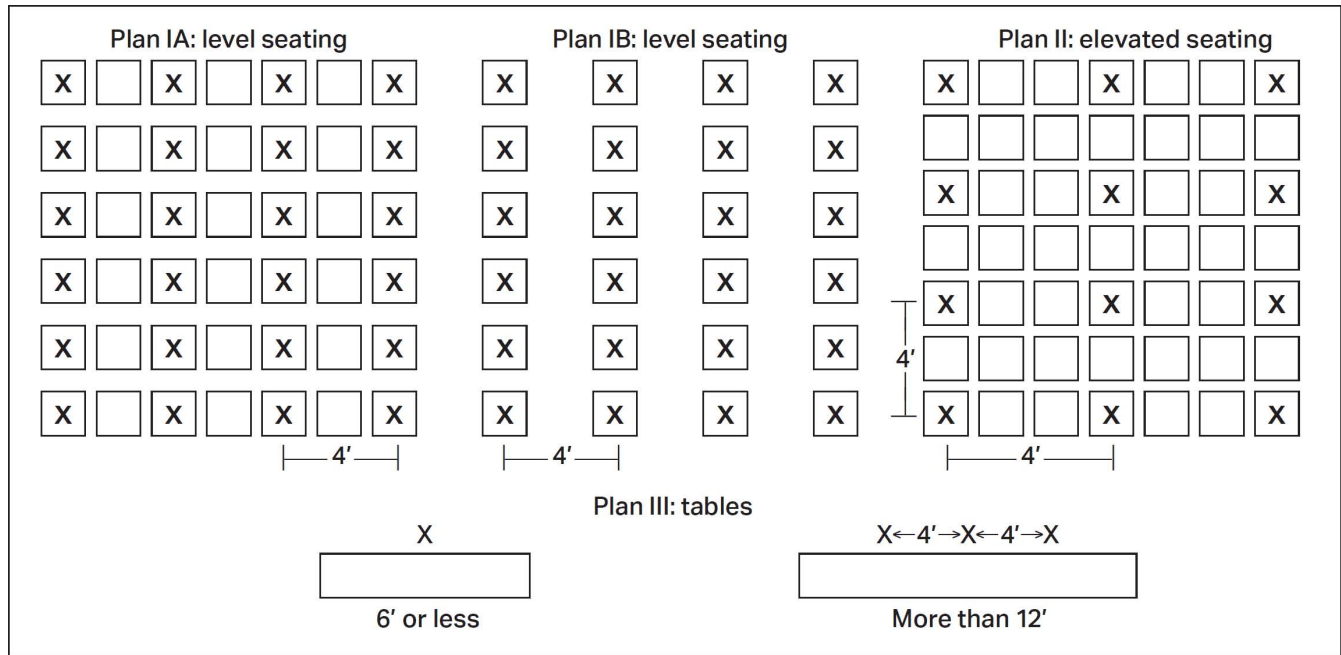 Plan IA: level seating Plan IB: level seating Plan II: elevated seating
X X X X X X X X X X X
X X X X X X X X
X X X X X X X X X X X
X X X X X X X X
X X X X X X X X X X X
4′
X X X X X X X X
X X X X X X X X X X X
4′ 4′ 4′
Plan III: tables
X X←4′→X←4′→X
6′ or less More than 12′